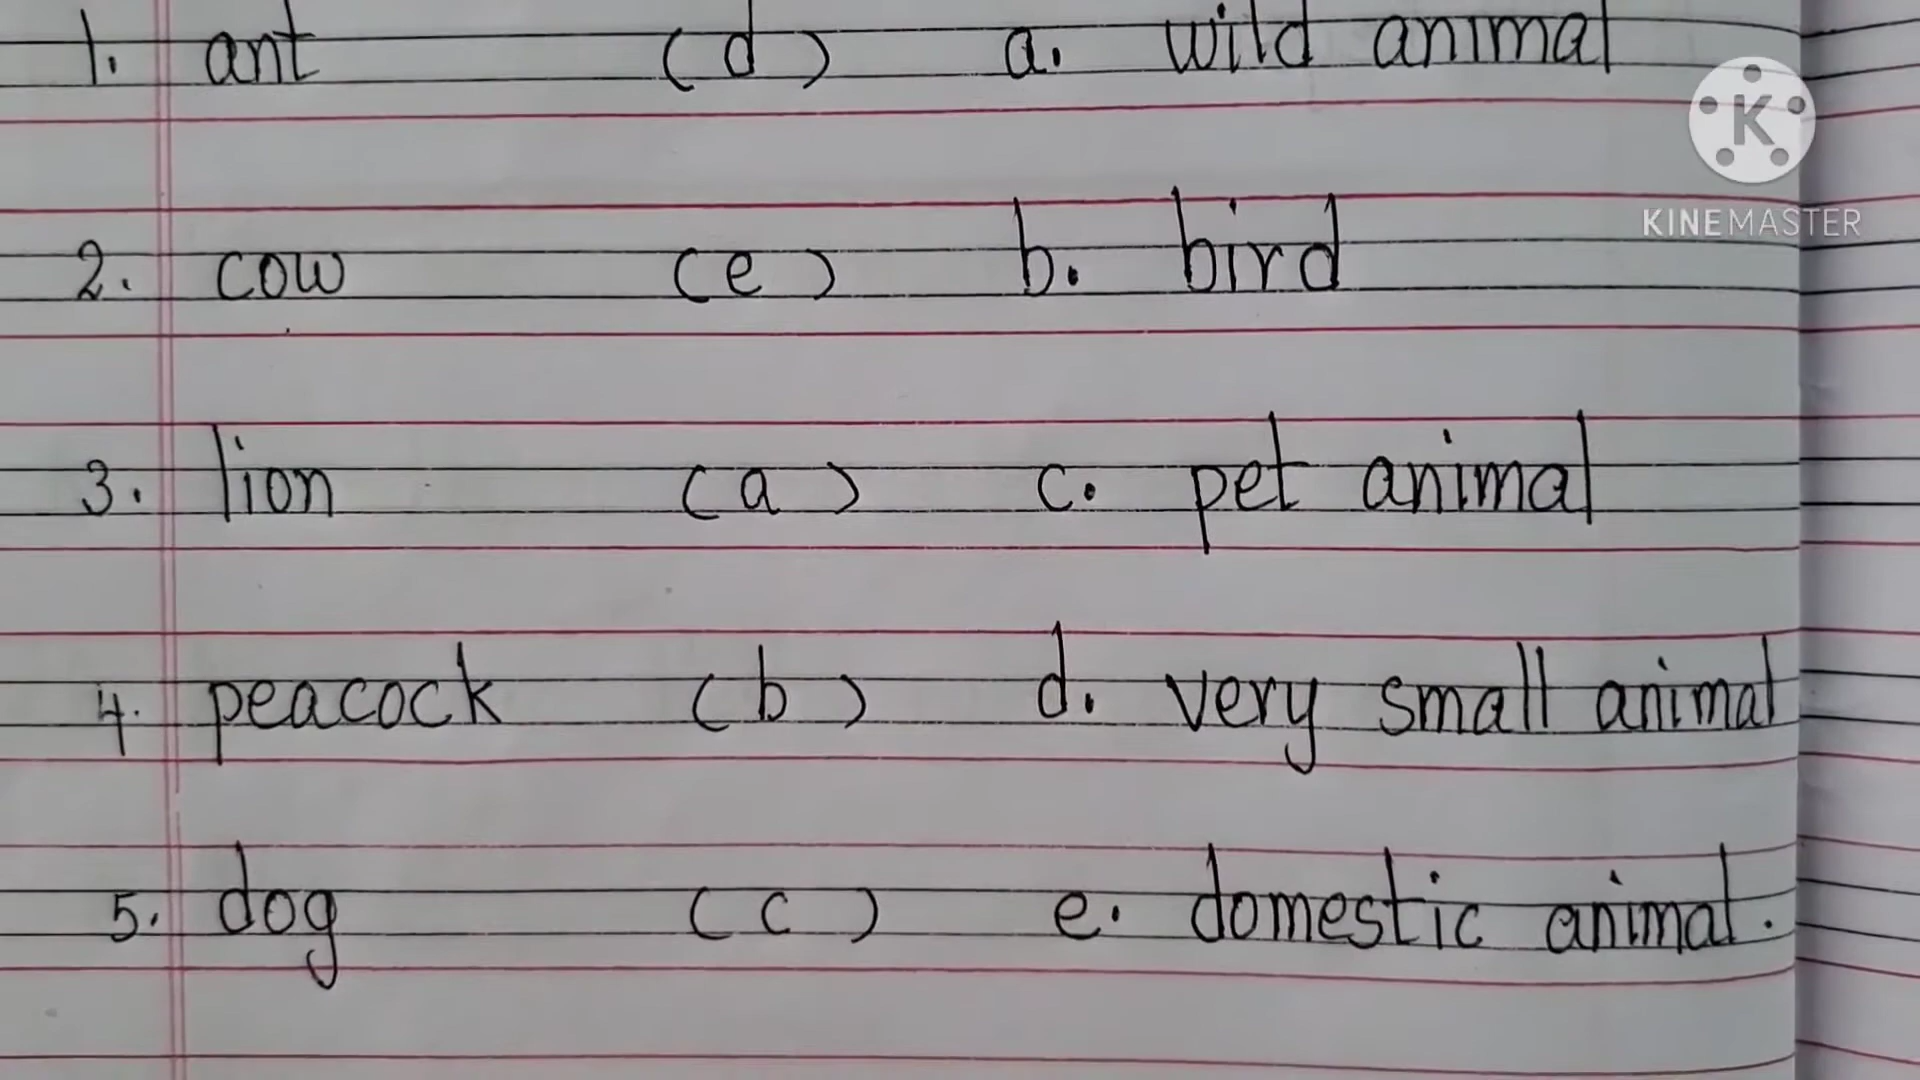 1. ant (d) a. wild animal
K
KINEMASTER
2. cow (e) b. bird
3. lion (a) c. pet animal
4. peacock (b) d. very small animal
5. dog (c) e. domestic animal.